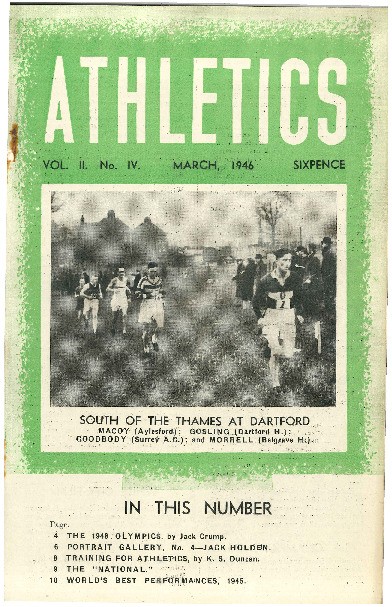 ATHLETICS
VOL. II. No. IV. MARCH, 1946 SIXPENCE
SOUTH OF THE THAMES AT DARTFORD
MACOY (Aylesford); GOSLING (Dartford H.);
GOODBODY (Surrey A.C.); and MORRELL (Belgrave H.).
IN THIS NUMBER
Page.
4 THE 1948 OLYMPICS, by Jack Crump.
6 PORTRAIT GALLERY, No. 4—JACK HOLDEN.
8 TRAINING FOR ATHLETICS, by K. S. Duncan.
9 THE "NATIONAL."
10 WORLD'S BEST PERFORMANCES, 1945.